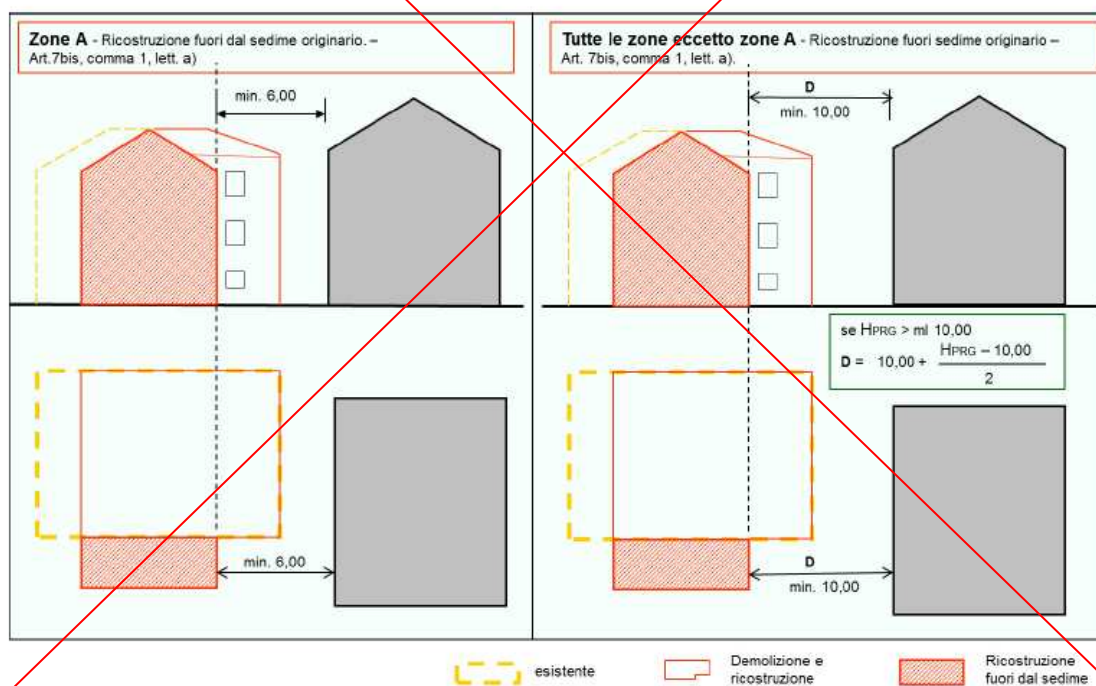 Zone A - Ricostruzione fuori dal sedime originario. –
Art.7bis, comma 1, lett. a)
min. 6,00
min. 6,00
Tutte le zone eccetto zona A - Ricostruzione fuori sedime originario –
Art. 7bis, comma 1, lett. a).
D
min. 10,00
se HPRG > ml 10,00
D = 10,00 + HPRG – 10,00
2
D
min. 10,00
esistente
Demolizione e
ricostruzione
Ricostruzione
fuori dal sedime